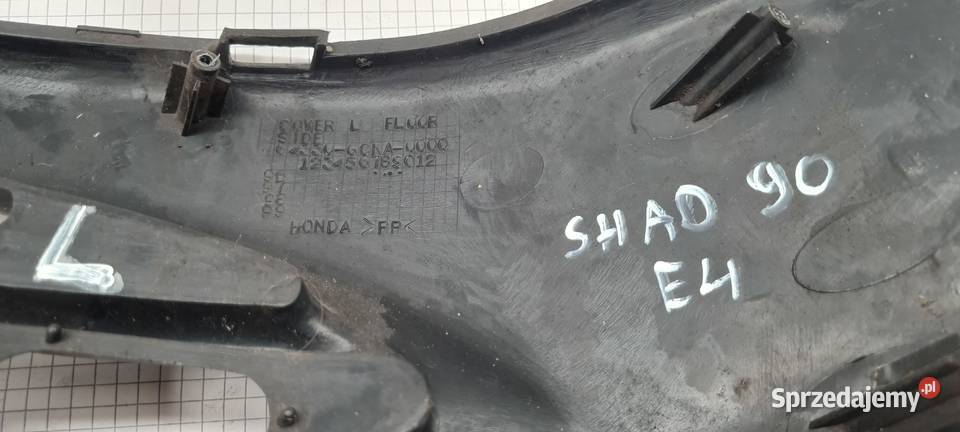 COVER L FLOOR
SIDE
HONDA >PP<
L
SHAD 90
E4
Sprzedajemy.pl